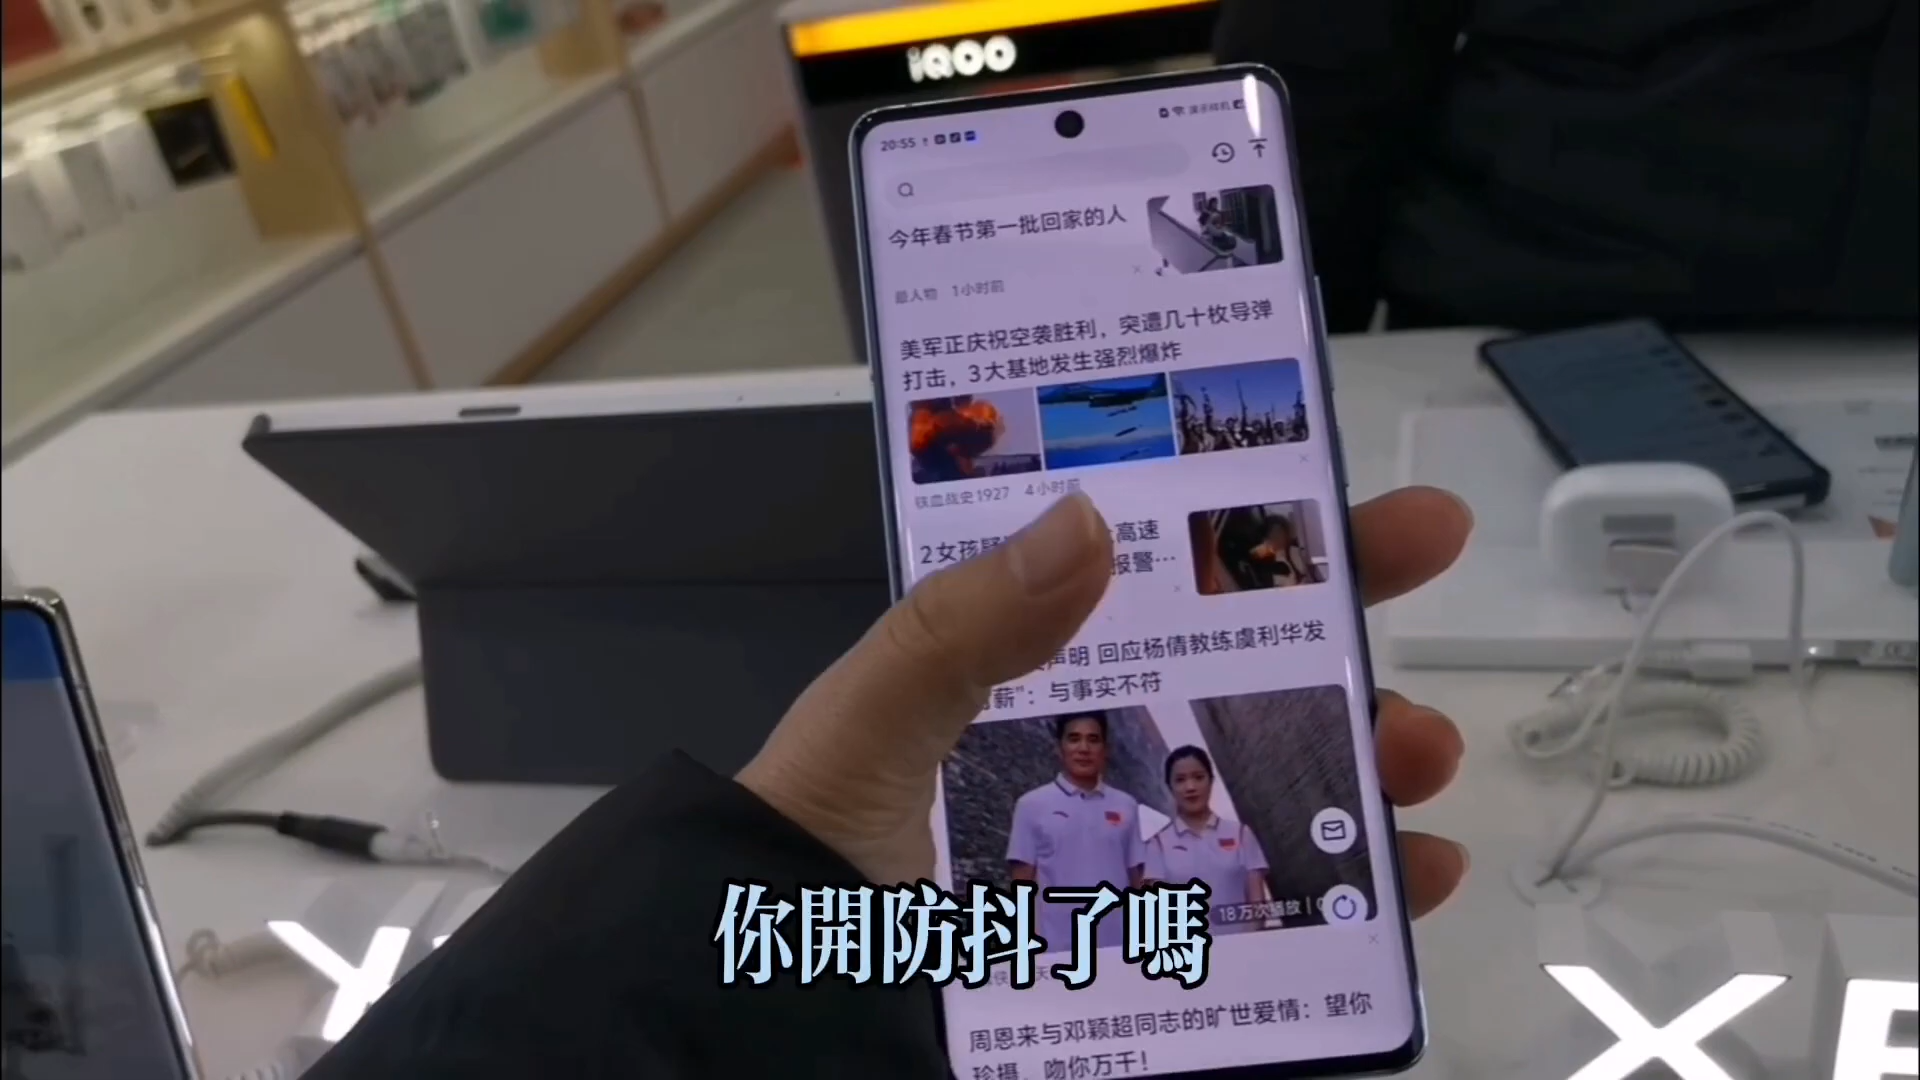 iQOO
20:55
演示样机
今年春节第一批回家的人
1小时前
美军正庆祝空袭胜利，突遭几十枚导弹
打击，3大基地发生强烈爆炸
铁血战史1927 4小时前
2女孩
高速
报警…
声明 回应杨倩教练虞利华发
薪”：与事实不符
18万次播放
你開防抖了嗎
周恩来与邓颖超同志的旷世爱情：望你
珍摄，吻你万千！
X